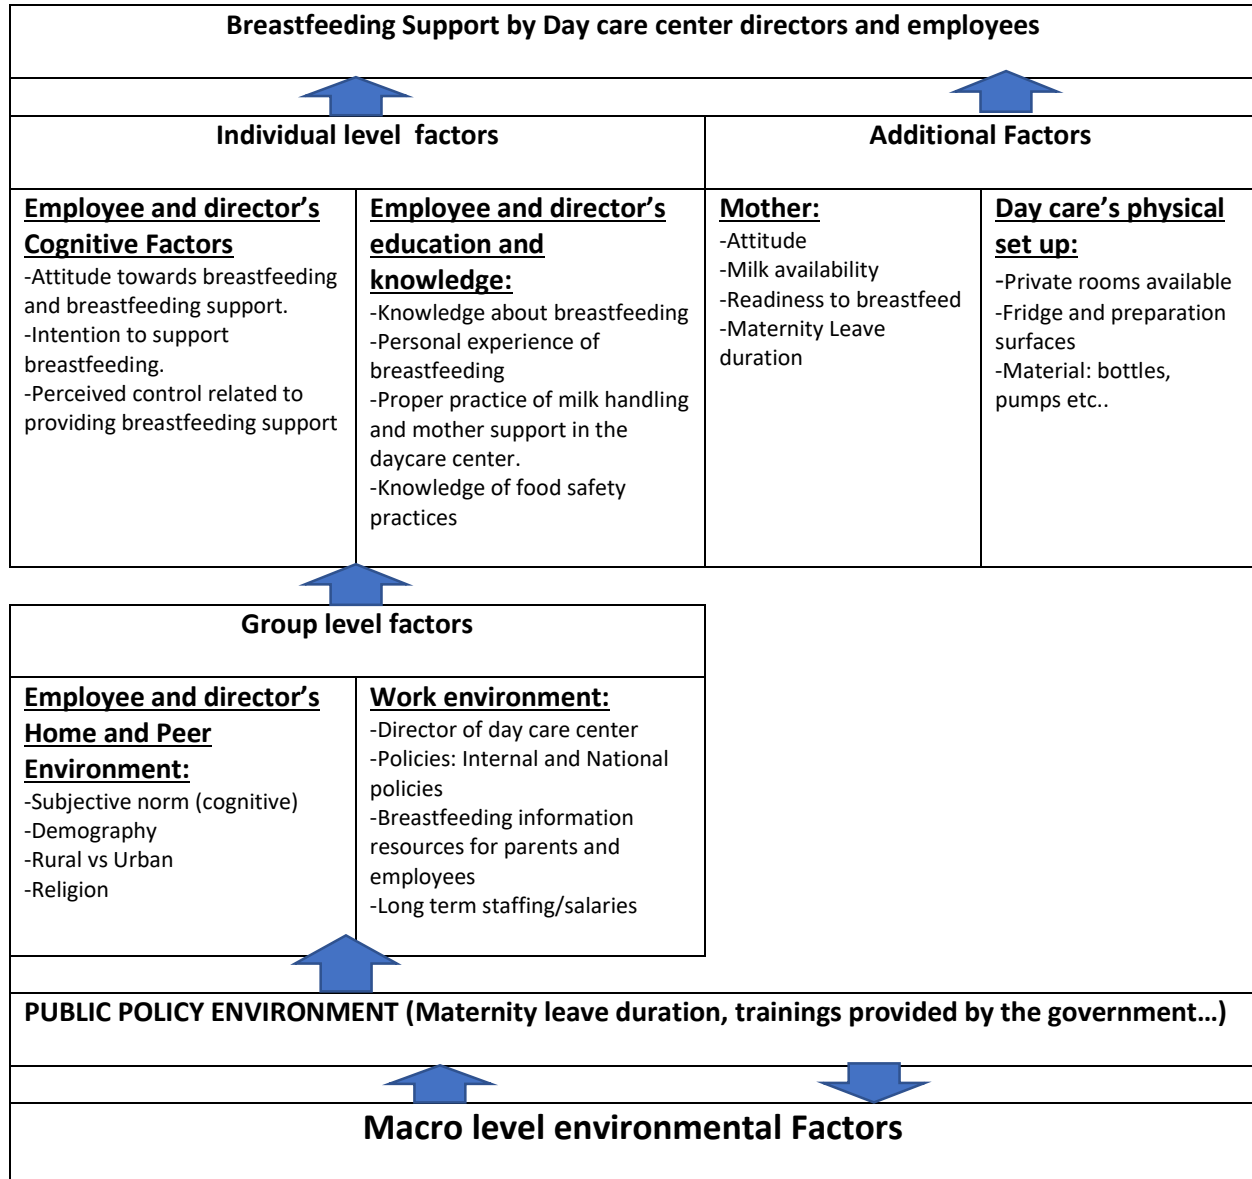 Breastfeeding Support by Day care center directors and employees
Individual level  factors
Additional Factors
Employee and director's
Cognitive Factors
-Attitude towards breastfeeding
and breastfeeding support.
-Intention to support
breastfeeding.
-Perceived control related to
providing breastfeeding support
Employee and director's
education and
knowledge:
-Knowledge about breastfeeding
-Personal experience of
breastfeeding
-Proper practice of milk handling
and mother support in the
daycare center.
-Knowledge of food safety
practices
Mother:
-Attitude
-Milk availability
-Readiness to breastfeed
-Maternity Leave
duration
Day care's physical
set up:
-Private rooms available
-Fridge and preparation
surfaces
-Material: bottles,
pumps etc..
Group level factors
Employee and director's
Home and Peer
Environment:
-Subjective norm (cognitive)
-Demography
-Rural vs Urban
-Religion
Work environment:
-Director of day care center
-Policies: Internal and National
policies
-Breastfeeding information
resources for parents and
employees
-Long term staffing/salaries
PUBLIC POLICY ENVIRONMENT (Maternity leave duration, trainings provided by the government…)
Macro level environmental Factors